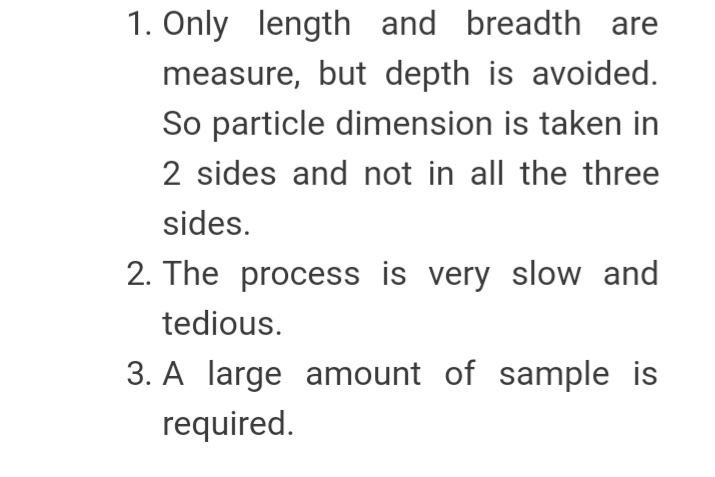 1. Only length and breadth are
measure, but depth is avoided.
So particle dimension is taken in
2 sides and not in all the three
sides.
2. The process is very slow and
tedious.
3. A large amount of sample is
required.